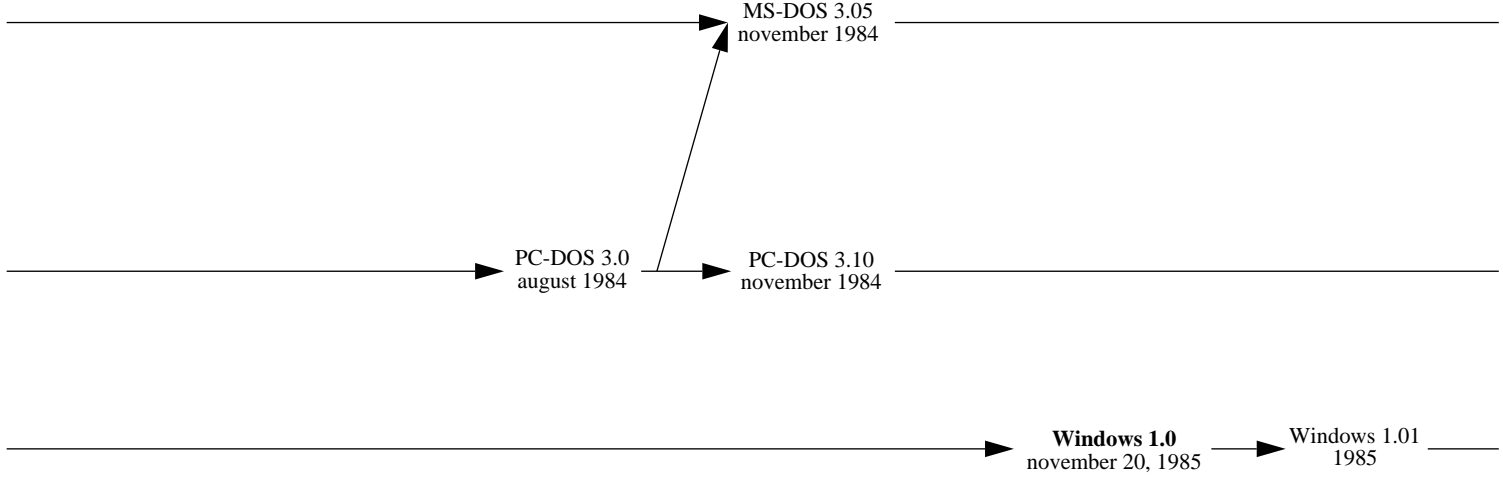 MS-DOS 3.05
november 1984
PC-DOS 3.0
august 1984
PC-DOS 3.10
november 1984
Windows 1.0
november 20, 1985
Windows 1.01
1985